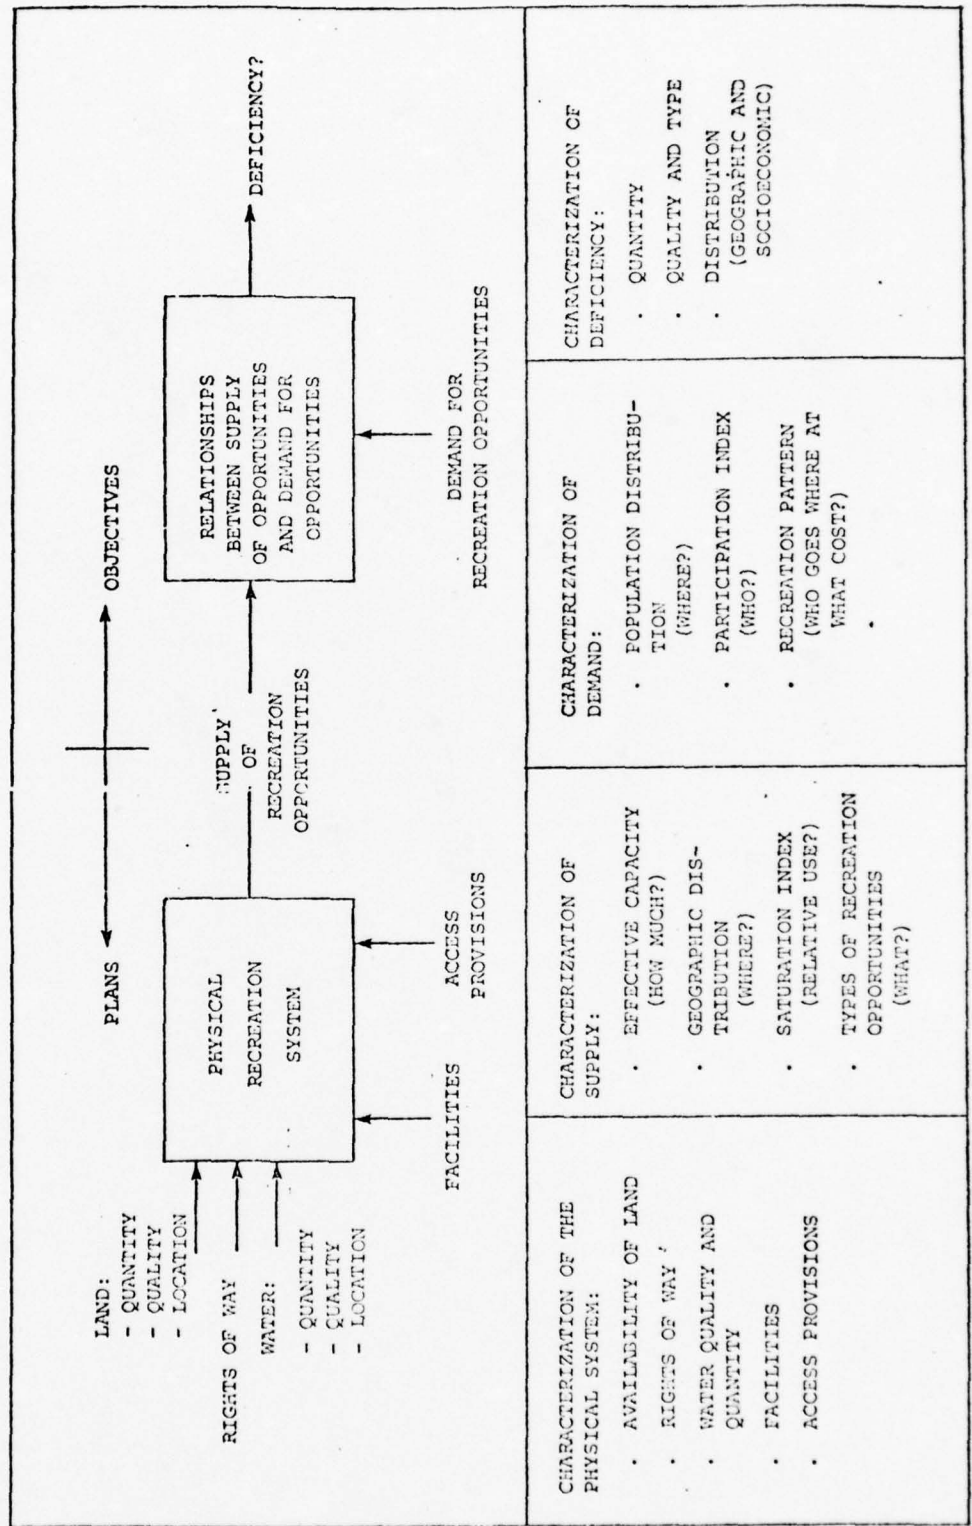 PLANS
OBJECTIVES
LAND:
- QUANTITY
- QUALITY
- LOCATION
RIGHTS OF WAY
WATER:
- QUANTITY
- QUALITY
- LOCATION
PHYSICAL
RECREATION
SYSTEM
FACILITIES
ACCESS
PROVISIONS
SUPPLY
OF
RECREATION
OPPORTUNITIES
RELATIONSHIPS
BETWEEN SUPPLY
OF OPPORTUNITIES
AND DEMAND FOR
OPPORTUNITIES
DEMAND FOR
RECREATION OPPORTUNITIES
DEFICIENCY?
CHARACTERIZATION OF THE
PHYSICAL SYSTEM:
· AVAILABILITY OF LAND
· RIGHTS OF WAY
· WATER QUALITY AND
QUANTITY
· FACILITIES
· ACCESS PROVISIONS
CHARACTERIZATION OF
SUPPLY:
· EFFECTIVE CAPACITY
(HOW MUCH?)
· GEOGRAPHIC DIS-
TRIBUTION
(WHERE?)
· SATURATION INDEX
(RELATIVE USE?)
· TYPES OF RECREATION
OPPORTUNITIES
(WHAT?)
CHARACTERIZATION OF
DEMAND:
· POPULATION DISTRIBU-
TION
(WHERE?)
· PARTICIPATION INDEX
(WHO?)
· RECREATION PATTERN
(WHO GOES WHERE AT
WHAT COST?)
CHARACTERIZATION OF
DEFICIENCY:
· QUANTITY
· QUALITY AND TYPE
· DISTRIBUTION
(GEOGRAPHIC AND
SOCIOECONOMIC)